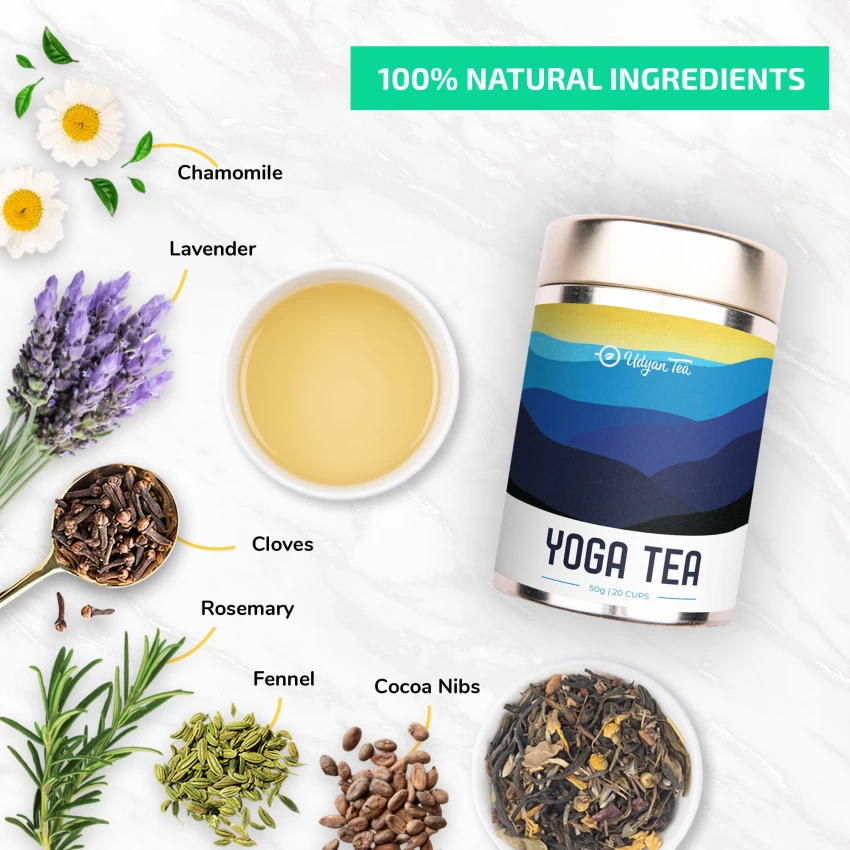 100% NATURAL INGREDIENTS
Chamomile
Lavender
Udyan Tea
Cloves
YOGA TEA
50g | 20 CUPS
Rosemary
Fennel
Cocoa Nibs